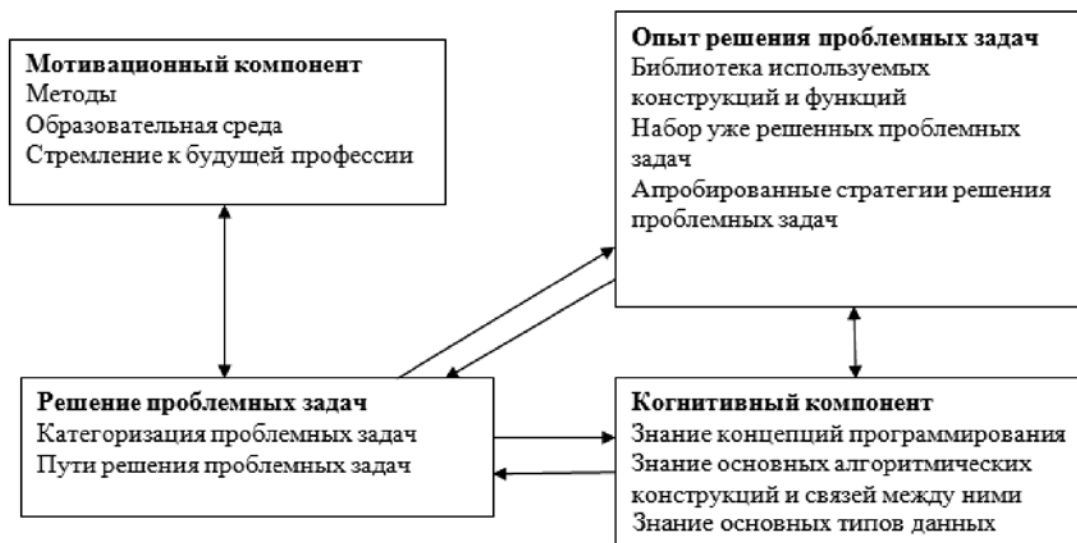 Мотивационный компонент
Методы
Образовательная среда
Стремление к будущей профессии
Опыт решения проблемных задач
Библиотека используемых
конструкций и функций
Набор уже решенных проблемных
задач
Апробированные стратегии решения
проблемных задач
Решение проблемных задач
Категоризация проблемных задач
Пути решения проблемных задач
Когнитивный компонент
Знание концепций программирования
Знание основных алгоритмических
конструкций и связей между ними
Знание основных типов данных